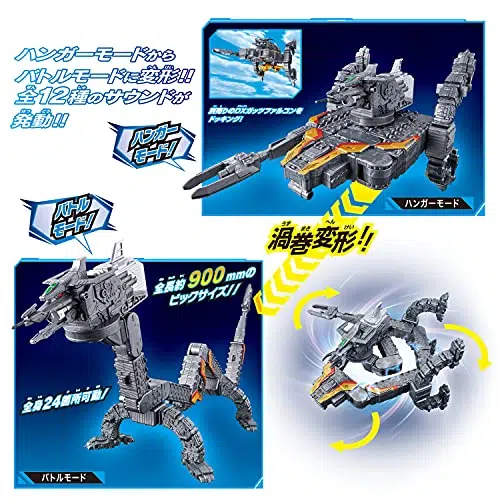 ハンガーモードから
バトルモードに変形!!
全12種のサウンドが
発動!!
ハンガー
モード!
別売りのDXガッツファルコンを
ドッキング!
ハンガーモード
バトル
モード!
渦巻変形!!
全長約900mmの
ビッグサイズ!!
全身24箇所可動!
バトルモード